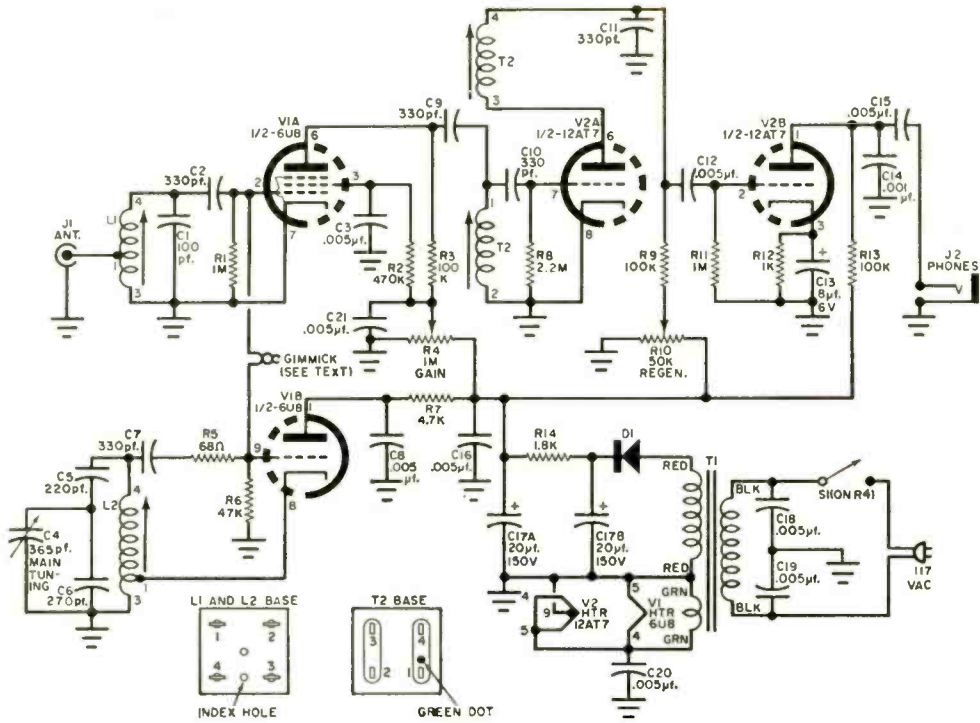 4
T2
3
C11
330pf.
C9
330pf.
V1A
1/2-6U8
6
2
3
7
C2
330pf.
J1
ANT.
L1
4
1
3
C1
100
pf.
R1
1M
C3
.005µf.
R2
470K
R3
100
K
C10
330
pf.
V2A
1/2-12AT7
6
7
8
1
T2
2
R8
2.2M
C12
.005µf.
V2B
1/2-12AT7
1
2
3
R9
100K
R11
1M
R12
1K
+
C13
8µf.
6V
R13
100K
C15
.005µf.
C14
.001
µf.
J2
PHONES
C21
.005µf.
R4
1M
GAIN
R10
50K
REGEN.
GIMMICK
(SEE TEXT)
V1B
1/2-6U8
1
9
8
C7
330pf.
R5
68Ω
R6
47K
C5
220pf.
C4
365pf.
MAIN
TUN-
ING
C6
270pf.
L2
4
1
3
R7
4.7K
C8
.005
µf.
C16
.005µf.
R14
1.8K
D1
RED
T1
+
C17A
20µf.
150V
+
C17B
20µf.
150V
RED
GRN
GRN
BLK
BLK
C18
.005µf.
C19
.005µf.
S1(ON R4)
117
VAC
4
9
5
V2
HTR
12AT7
5
V1
HTR
6U8
4
C20
.005µf.
L1 AND L2 BASE
1
2
4
3
INDEX HOLE
T2 BASE
3
4
2
1
GREEN DOT